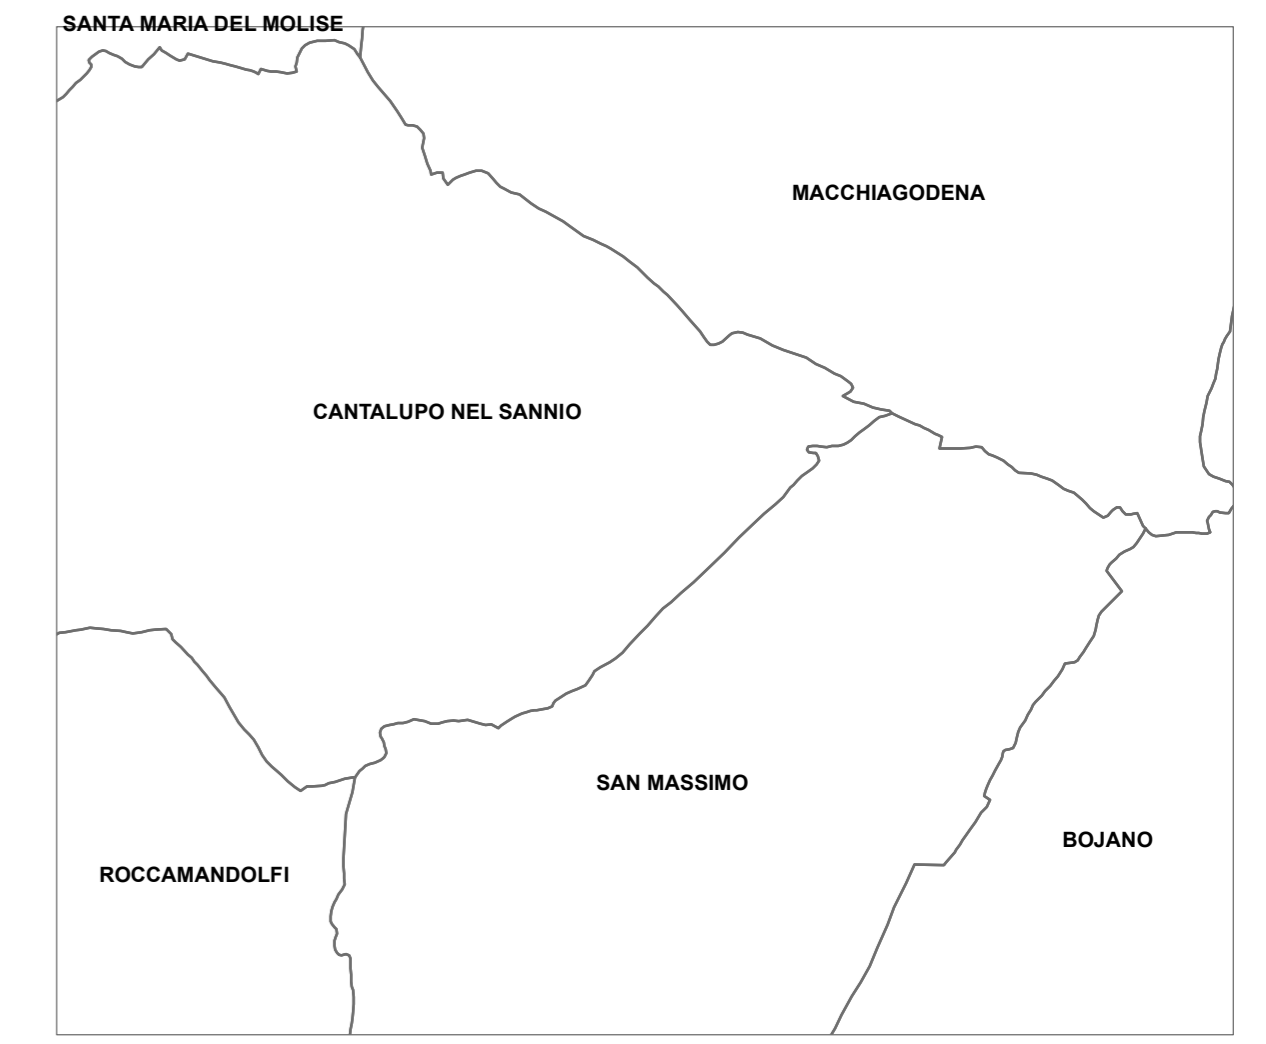 SANTA MARIA DEL MOLISE
MACCHIAGODENA
CANTALUPO NEL SANNIO
SAN MASSIMO
BOJANO
ROCCAMANDOLFI